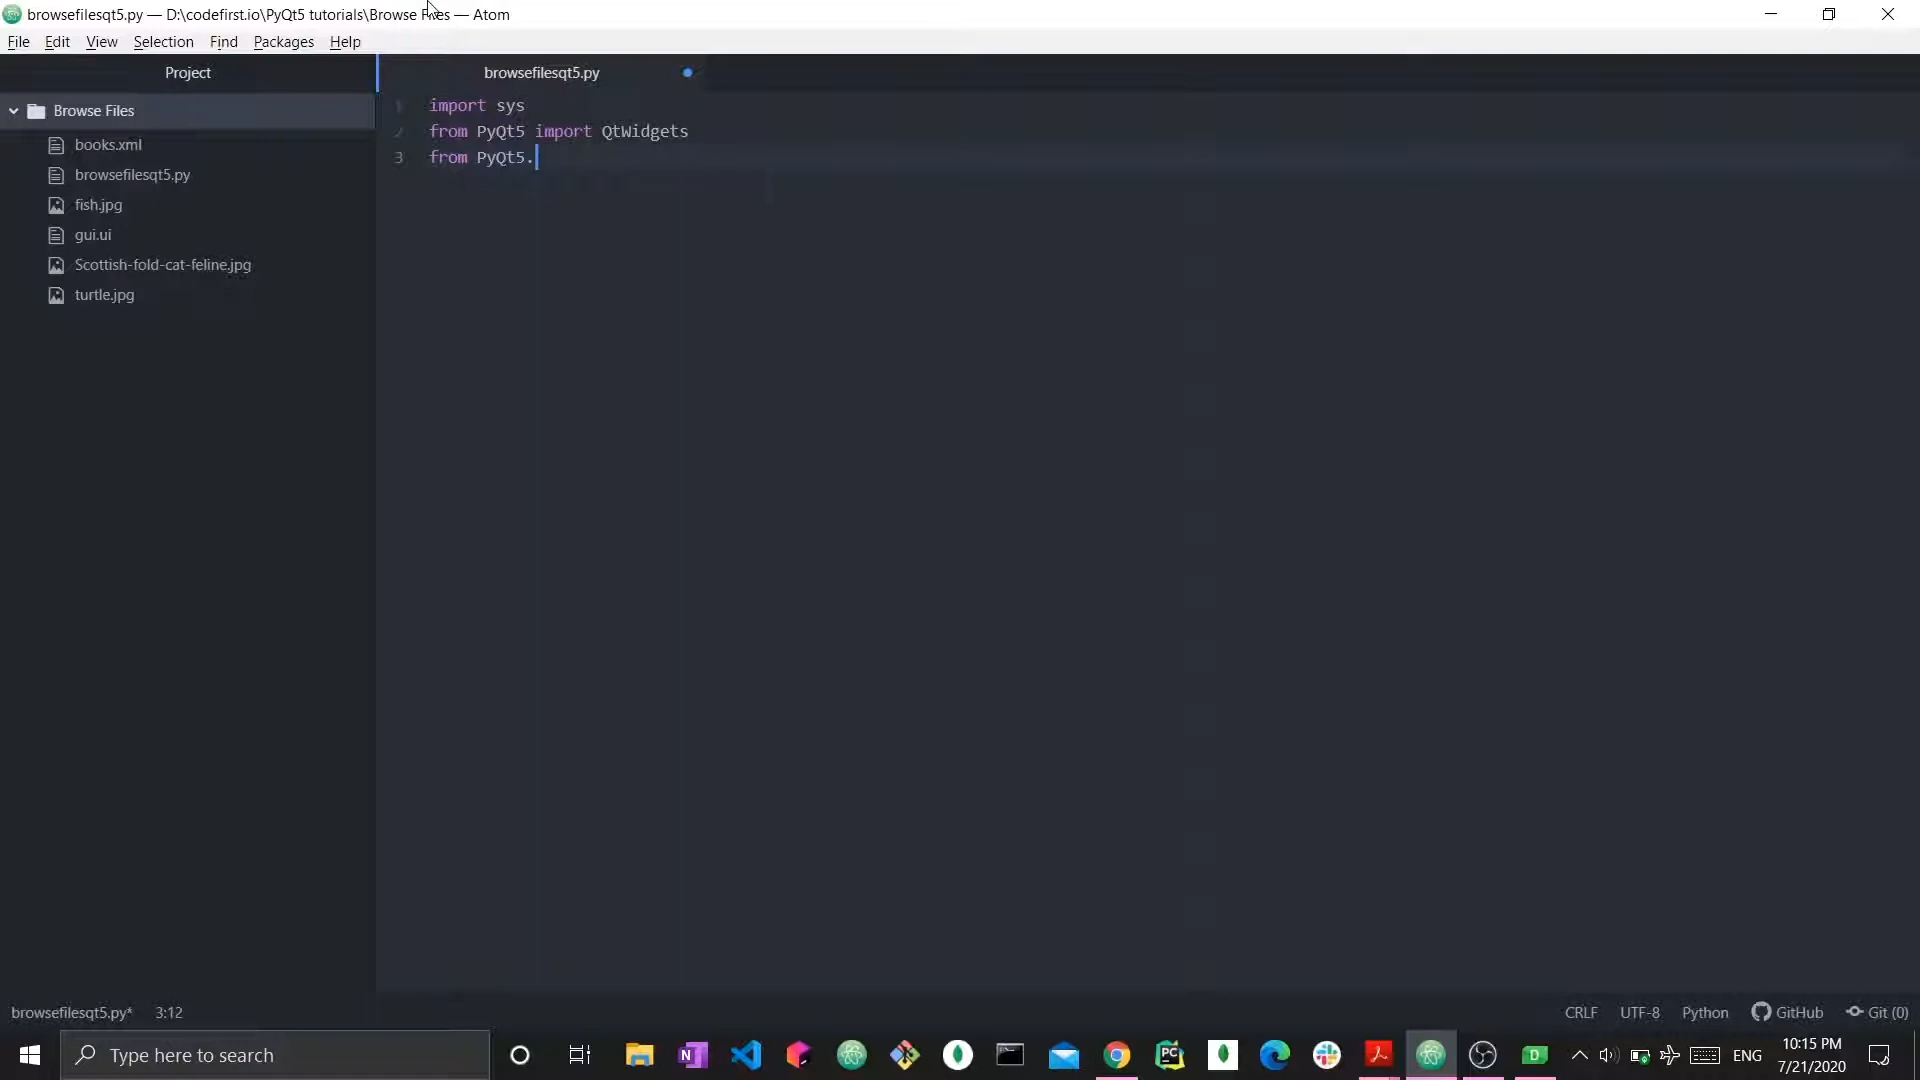 browsefilesqt5.py — D:\codefirst.io\PyQt5 tutorials\Browse Files — Atom
File Edit View Selection Find Packages Help
Project
browsefilesqt5.py
Browse Files
books.xml
browsefilesqt5.py
fish.jpg
gui.ui
Scottish-fold-cat-feline.jpg
turtle.jpg
1 import sys
2 from PyQt5 import QtWidgets
3 from PyQt5.
browsefilesqt5.py* 3:12
CRLF UTF-8 Python GitHub Git (0)
Type here to search
N
PC
D
ENG
10:15 PM
7/21/2020